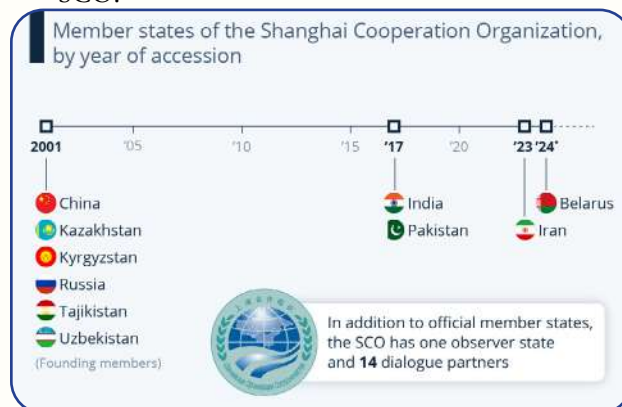 SCO.
Member states of the Shanghai Cooperation Organization,
by year of accession
2001 '05 '10 '15 '17 '20 '23 '24*
China India Belarus
Kazakhstan Pakistan Iran
Kyrgyzstan
Russia
Tajikistan
Uzbekistan
(Founding members)
In addition to official member states,
the SCO has one observer state
and 14 dialogue partners